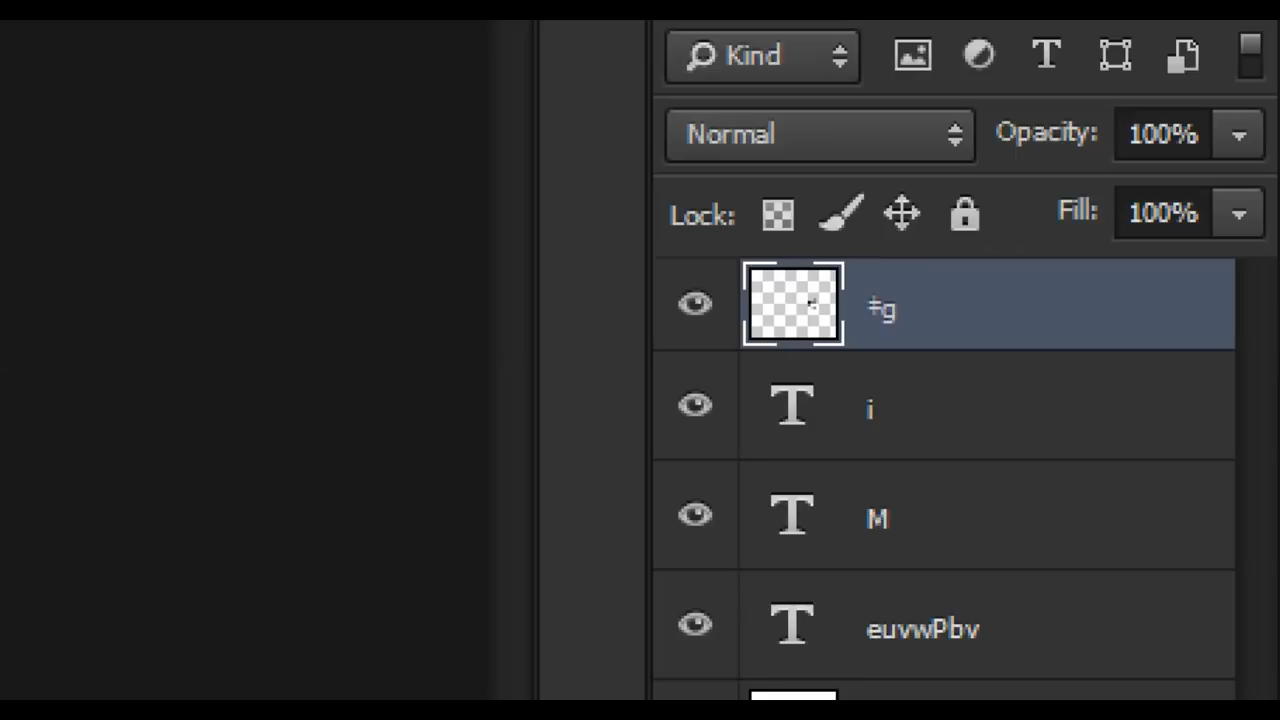 Kind
Normal Opacity: 100%
Lock: Fill: 100%
‡g
i
M
euvwPbv